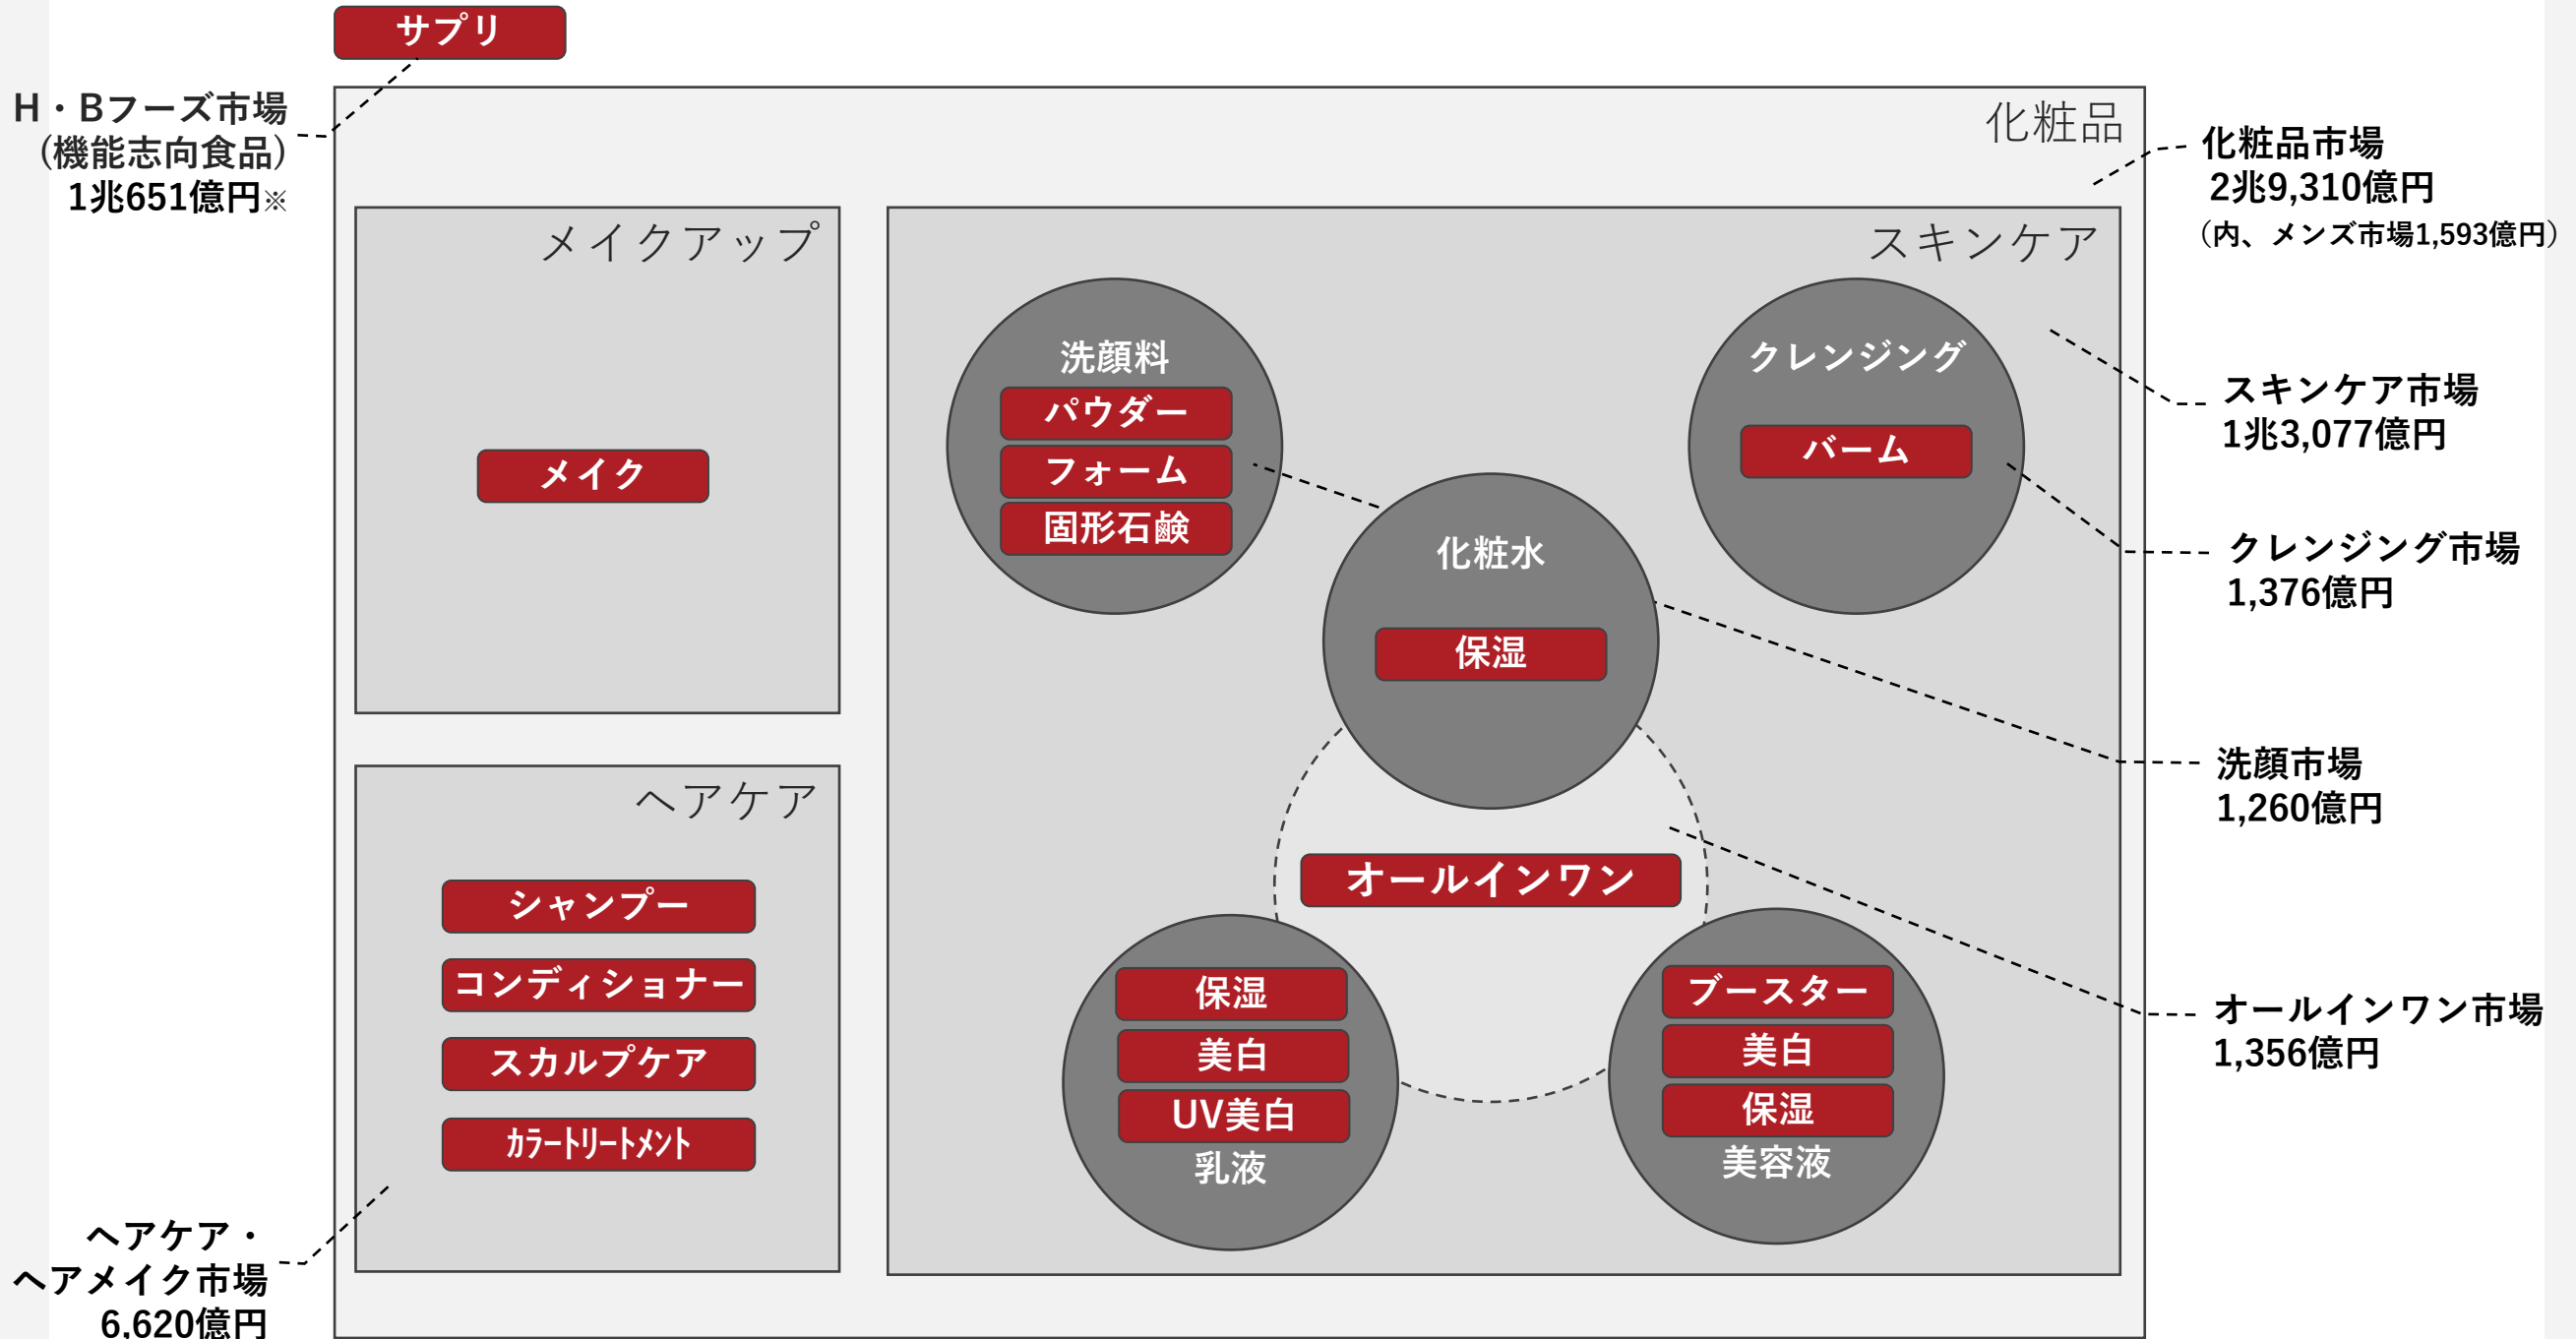 サプリ
H・Bフーズ市場
（機能志向食品）
1兆651億円※
化粧品
化粧品市場
2兆9,310億円
（内、メンズ市場1,593億円）
メイクアップ
メイク
スキンケア
洗顔料
パウダー
フォーム
固形石鹸
クレンジング
バーム
スキンケア市場
1兆3,077億円
化粧水
保湿
クレンジング市場
1,376億円
洗顔市場
1,260億円
ヘアケア
シャンプー
コンディショナー
スカルプケア
ｶﾗｰﾄﾘｰﾄﾒﾝﾄ
オールインワン
保湿
美白
UV美白
乳液
ブースター
美白
保湿
美容液
オールインワン市場
1,356億円
ヘアケア・
ヘアメイク市場
6,620億円